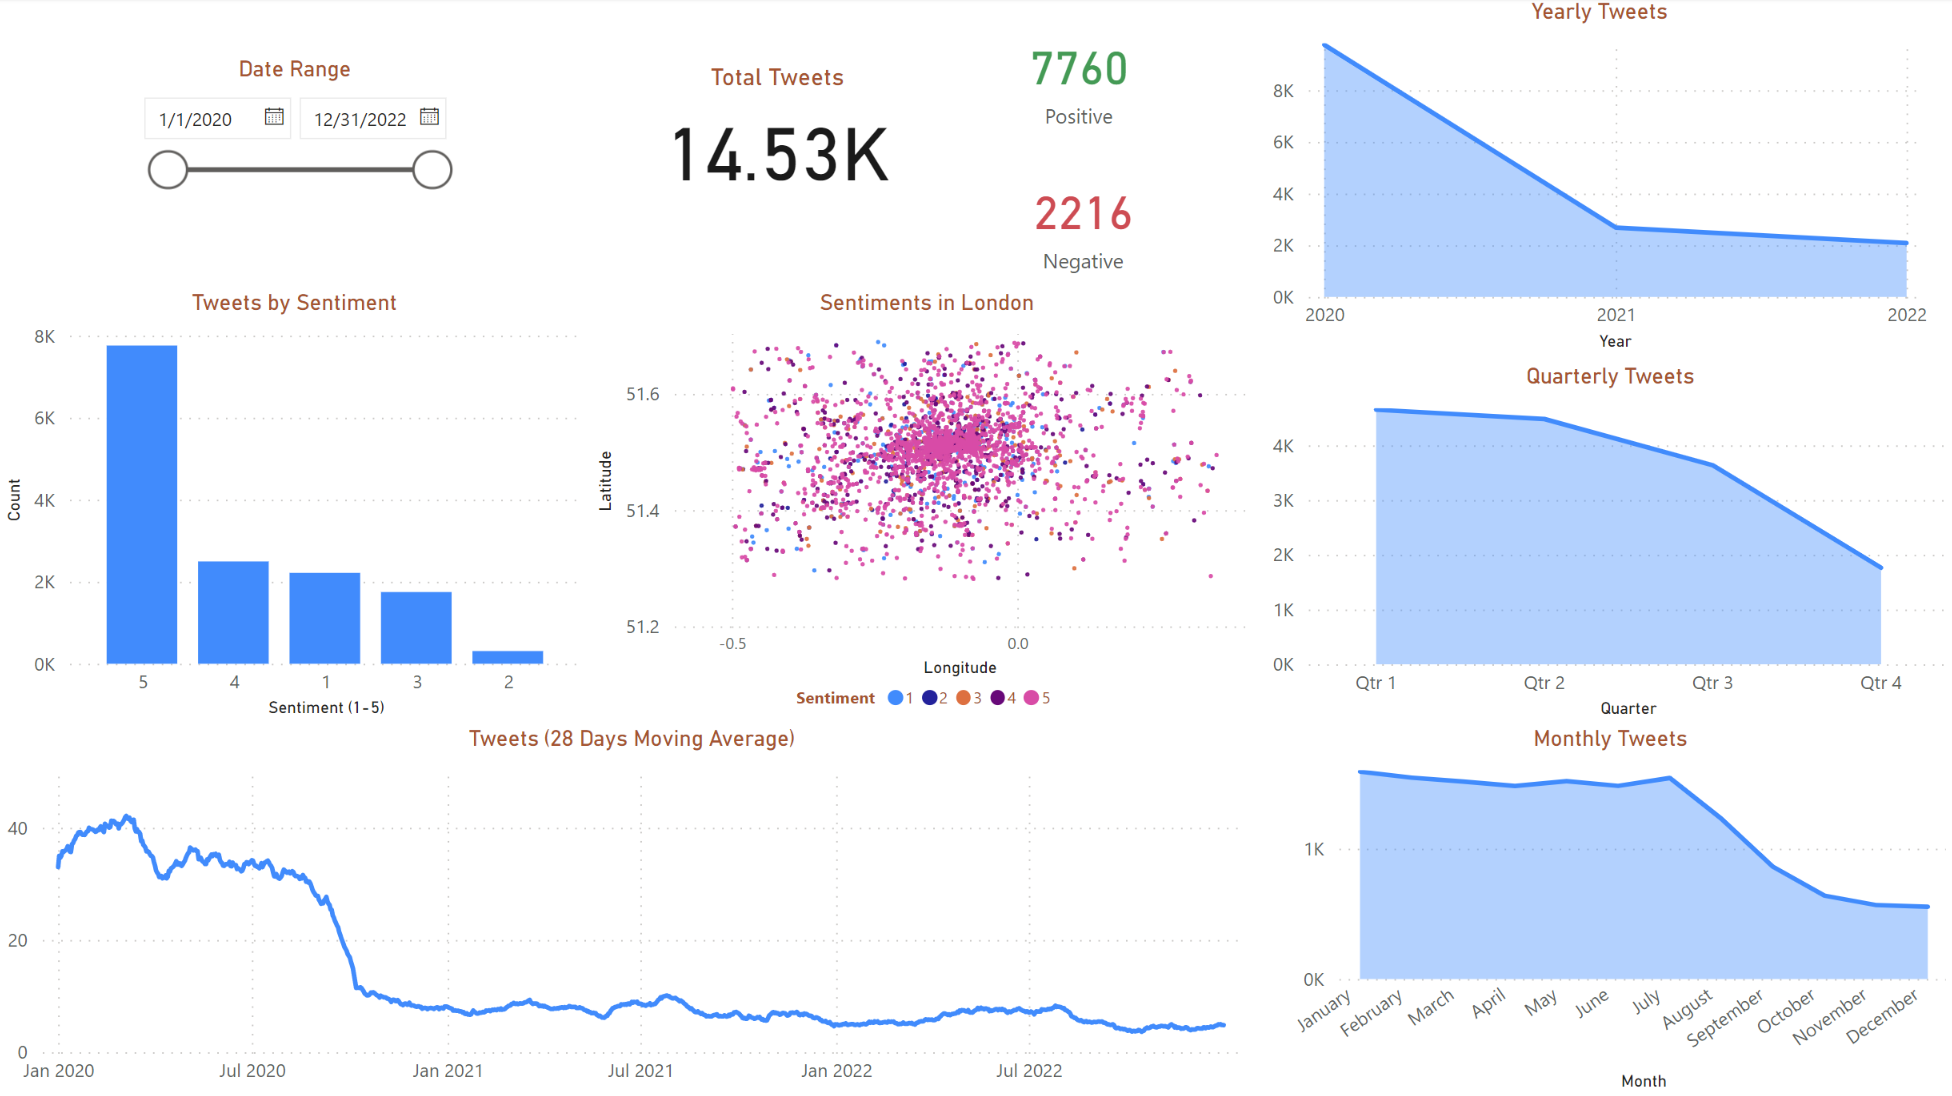 Date Range
1/1/2020 12/31/2022
Total Tweets
14.53K
7760
Positive
2216
Negative
Yearly Tweets
8K
6K
4K
2K
0K
2020 2021 2022
Year
Tweets by Sentiment
Count
8K
6K
4K
2K
0K
5 4 1 3 2
Sentiment (1-5)
Sentiments in London
Latitude
51.6
51.4
51.2
-0.5 0.0
Longitude
Sentiment 1 2 3 4 5
Quarterly Tweets
4K
3K
2K
1K
0K
Qtr 1 Qtr 2 Qtr 3 Qtr 4
Quarter
Tweets (28 Days Moving Average)
40
20
0
Jan 2020 Jul 2020 Jan 2021 Jul 2021 Jan 2022 Jul 2022
Monthly Tweets
1K
0K
January February March April May June July August September October November December
Month